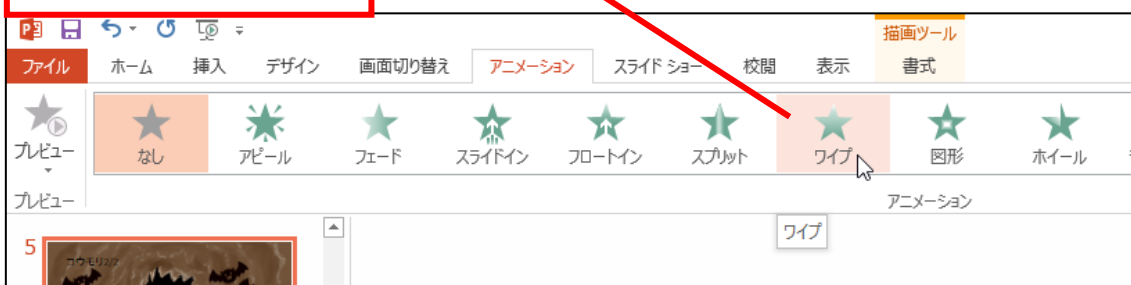 描画ツール
ファイル ホーム 挿入 デザイン 画面切り替え アニメーション スライド ショー 校閲 表示 書式
プレビュー なし アピール フェード スライドイン フロートイン スプリット ワイプ 図形 ホイール
プレビュー アニメーション
ワイプ
5
コウモリ2/2